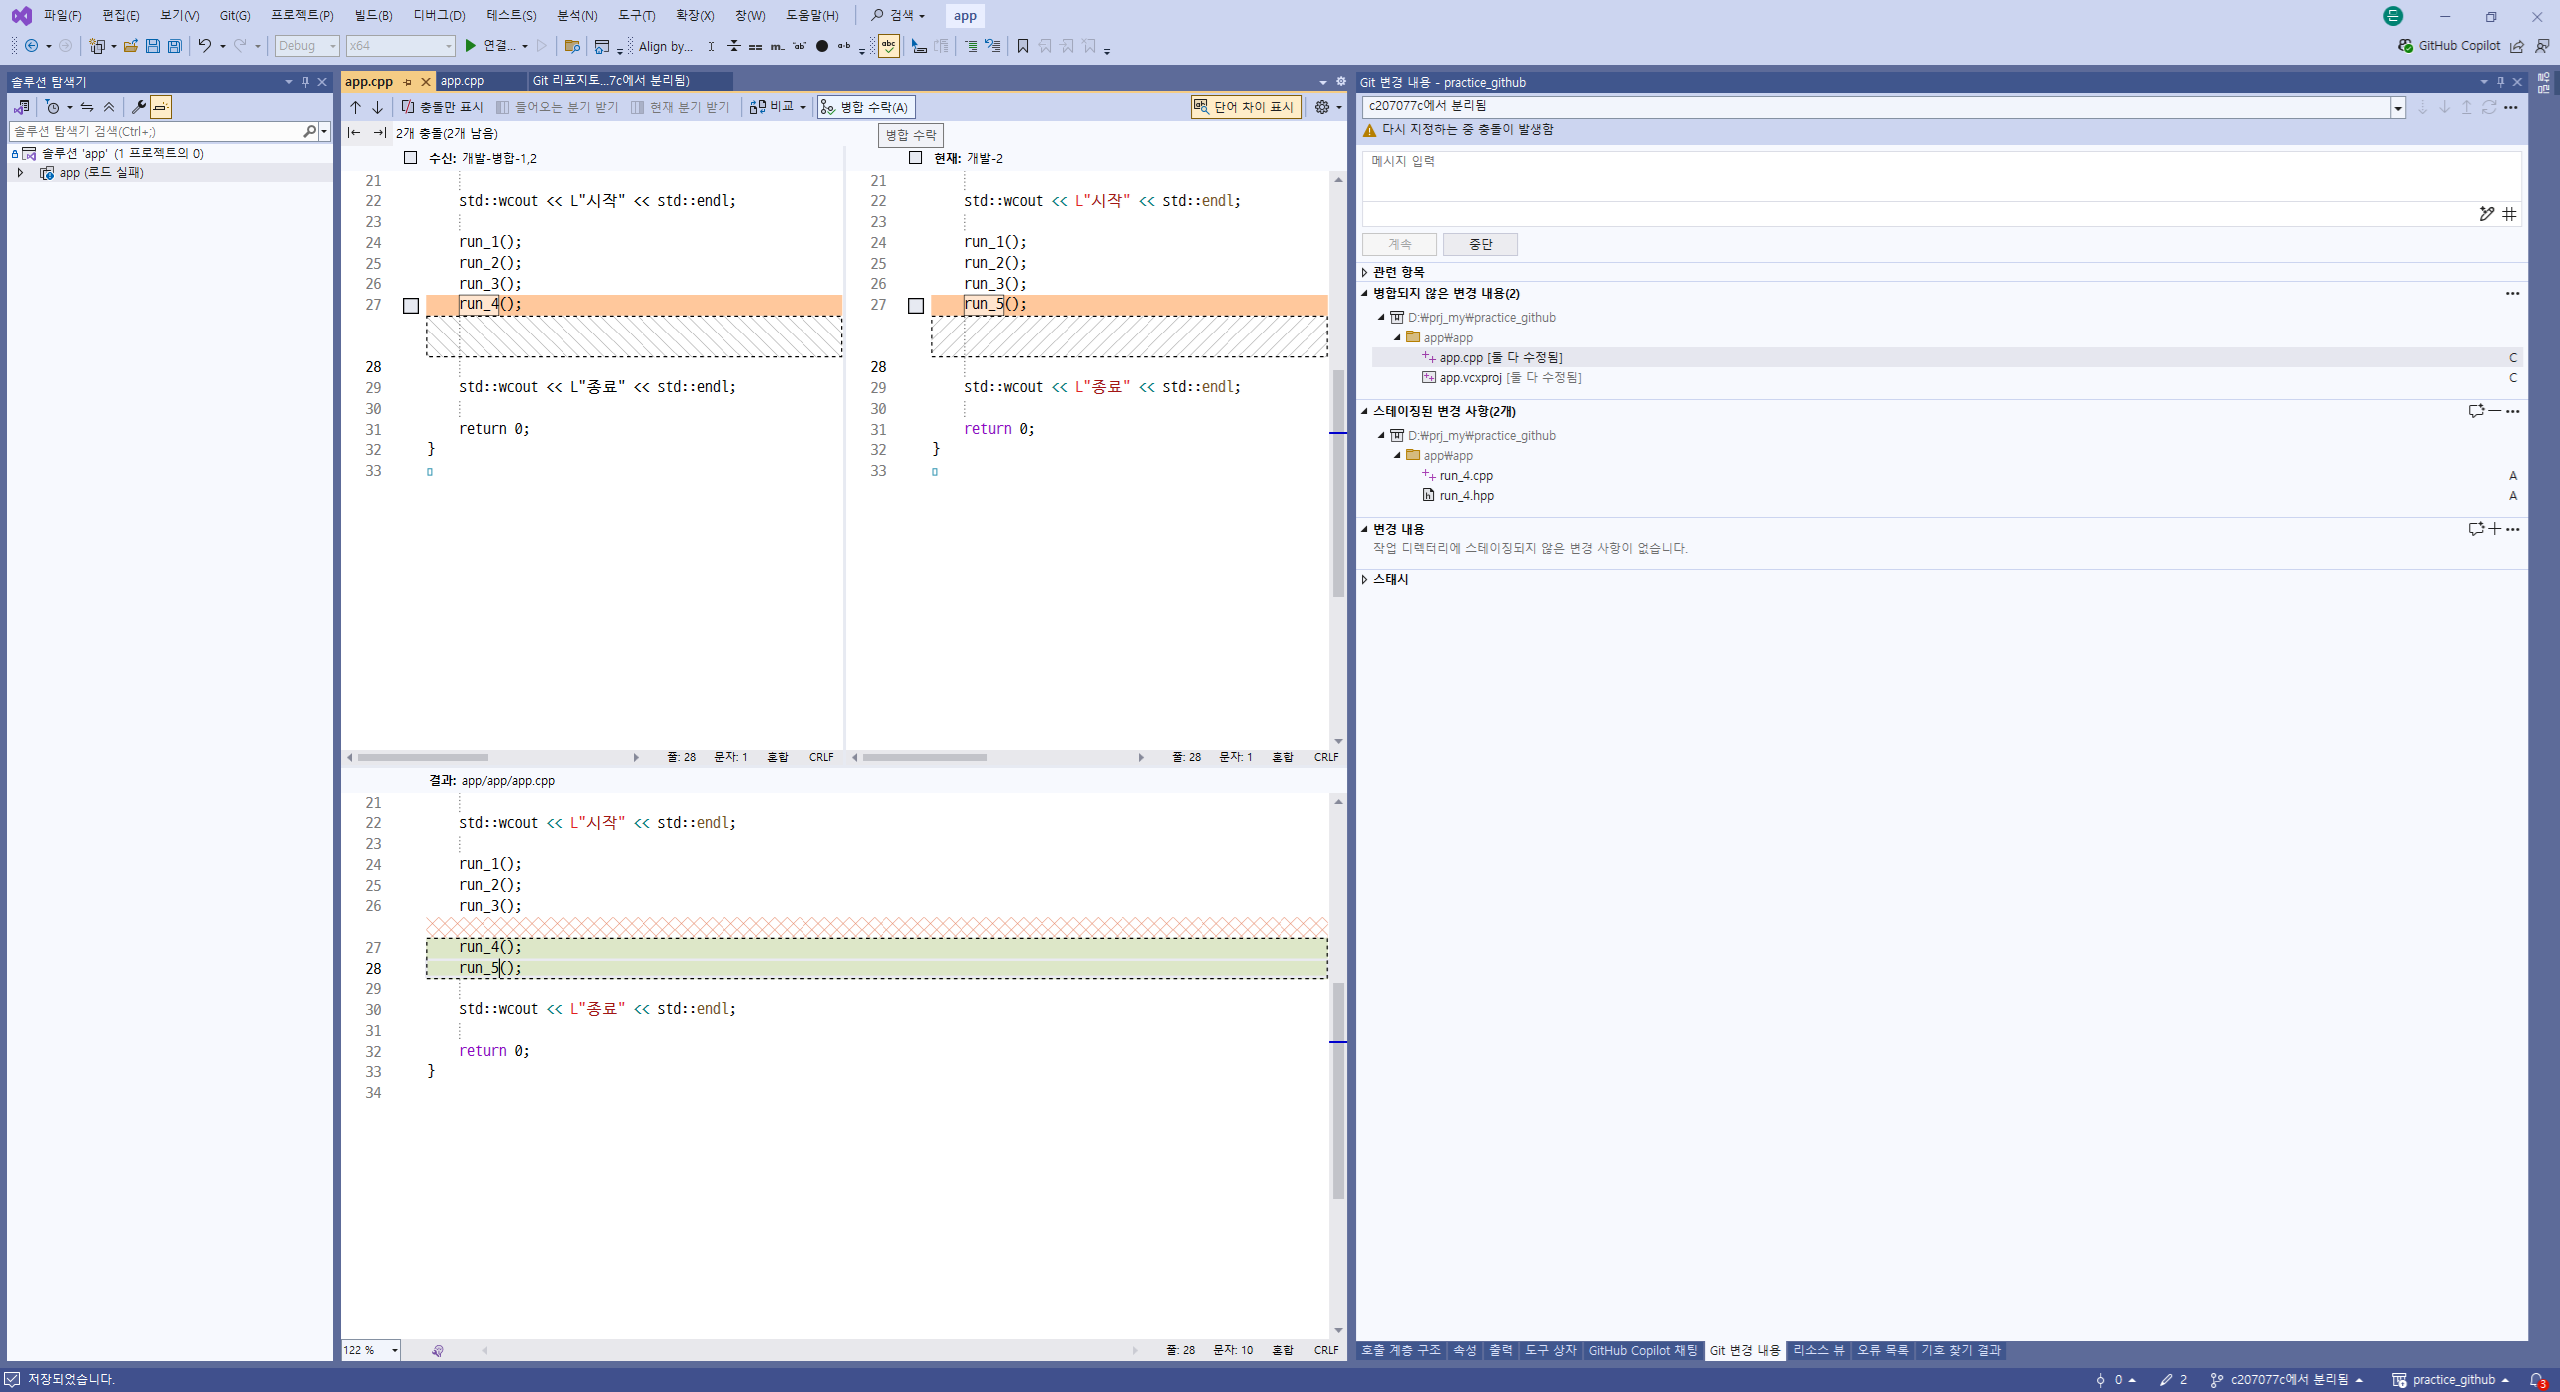 파일(F) 편집(E) 보기(V) Git(G) 프로젝트(P) 빌드(B) 디버그(D) 테스트(S) 분석(N) 도구(T) 확장(X) 창(W) 도움말(H) 검색 app 든
Debug x64 연결... Align by... GitHub Copilot
솔루션 탐색기
솔루션 탐색기 검색(Ctrl+;)
솔루션 'app' (1 프로젝트의 0)
app (로드 실패)
app.cpp app.cpp Git 리포지토...7c에서 분리됨)
충돌만 표시 들어오는 분기 받기 현재 분기 받기 비교 병합 수락(A) 단어 차이 표시
2개 충돌(2개 남음)
병합 수락
수신: 개발-병합-1,2
21
22 std::wcout << L"시작" << std::endl;
23
24 run_1();
25 run_2();
26 run_3();
27 run_4();
28
29 std::wcout << L"종료" << std::endl;
30
31 return 0;
32 }
33
줄: 28 문자: 1 혼합 CRLF
현재: 개발-2
21
22 std::wcout << L"시작" << std::endl;
23
24 run_1();
25 run_2();
26 run_3();
27 run_5();
28
29 std::wcout << L"종료" << std::endl;
30
31 return 0;
32 }
33
줄: 28 문자: 1 혼합 CRLF
결과: app/app/app.cpp
21
22 std::wcout << L"시작" << std::endl;
23
24 run_1();
25 run_2();
26 run_3();
27 run_4();
28 run_5();
29
30 std::wcout << L"종료" << std::endl;
31
32 return 0;
33 }
34
122 % 줄: 28 문자: 10 혼합 CRLF
Git 변경 내용 - practice_github
c207077c에서 분리됨
다시 지정하는 중 충돌이 발생함
메시지 입력
계속 중단
관련 항목
병합되지 않은 변경 내용(2)
D:₩prj_my₩practice_github
app₩app
app.cpp [둘 다 수정됨] C
app.vcxproj [둘 다 수정됨] C
스테이징된 변경 사항(2개)
D:₩prj_my₩practice_github
app₩app
run_4.cpp A
run_4.hpp A
변경 내용
작업 디렉터리에 스테이징되지 않은 변경 사항이 없습니다.
스태시
알림
호출 계층 구조 속성 출력 도구 상자 GitHub Copilot 채팅 Git 변경 내용 리소스 뷰 오류 목록 기호 찾기 결과
저장되었습니다. 0 2 c207077c에서 분리됨 practice_github 3